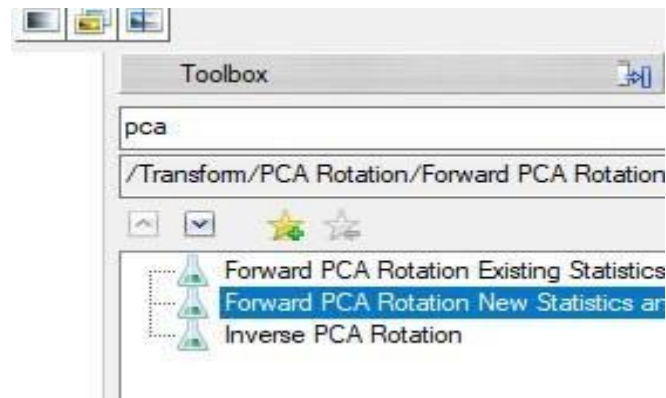 Toolbox
pca
/Transform/PCA Rotation/Forward PCA Rotation
Forward PCA Rotation Existing Statistics
Forward PCA Rotation New Statistics ar
Inverse PCA Rotation